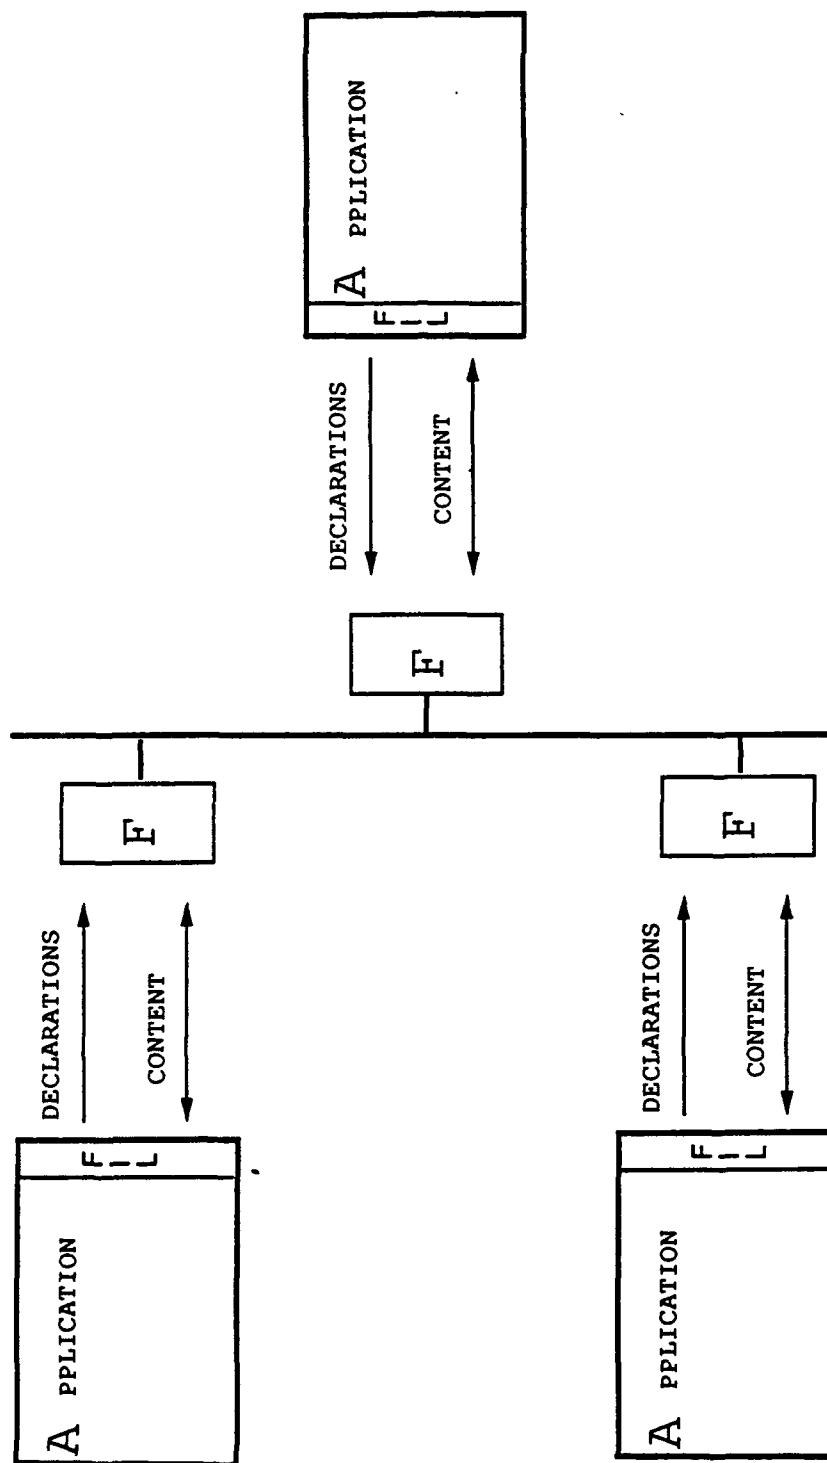 A PPLICATION
F
I
L
DECLARATIONS
CONTENT
F
F
DECLARATIONS
CONTENT
F
I
L
A PPLICATION
A PPLICATION
F
I
L
DECLARATIONS
CONTENT
F